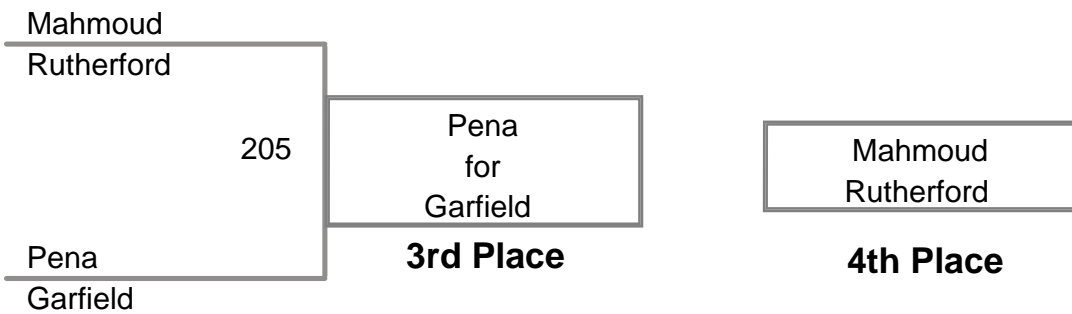 Mahmoud
Rutherford
205
Pena
Garfield
Pena
for
Garfield
3rd Place
Mahmoud
Rutherford
4th Place